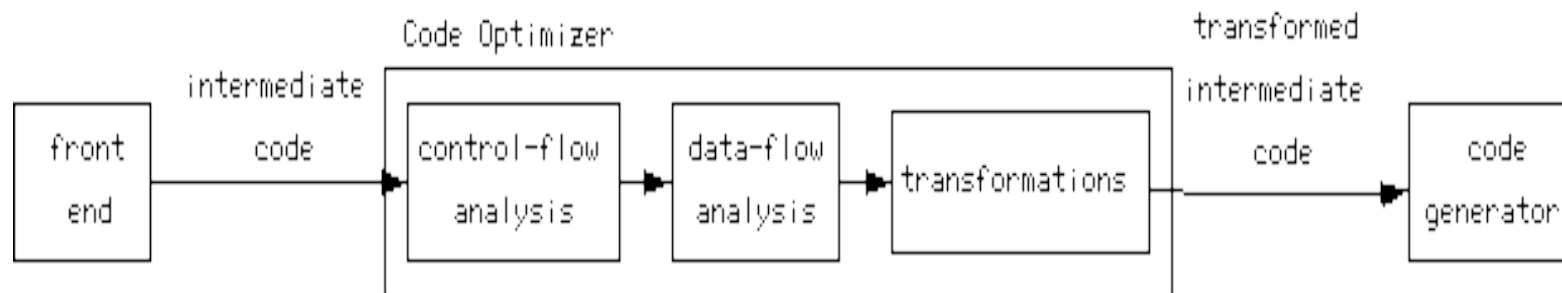 Code Optimizer
transformed
intermediate
code
intermediate
code
front
end
control-flow
analysis
data-flow
analysis
transformations
code
generator